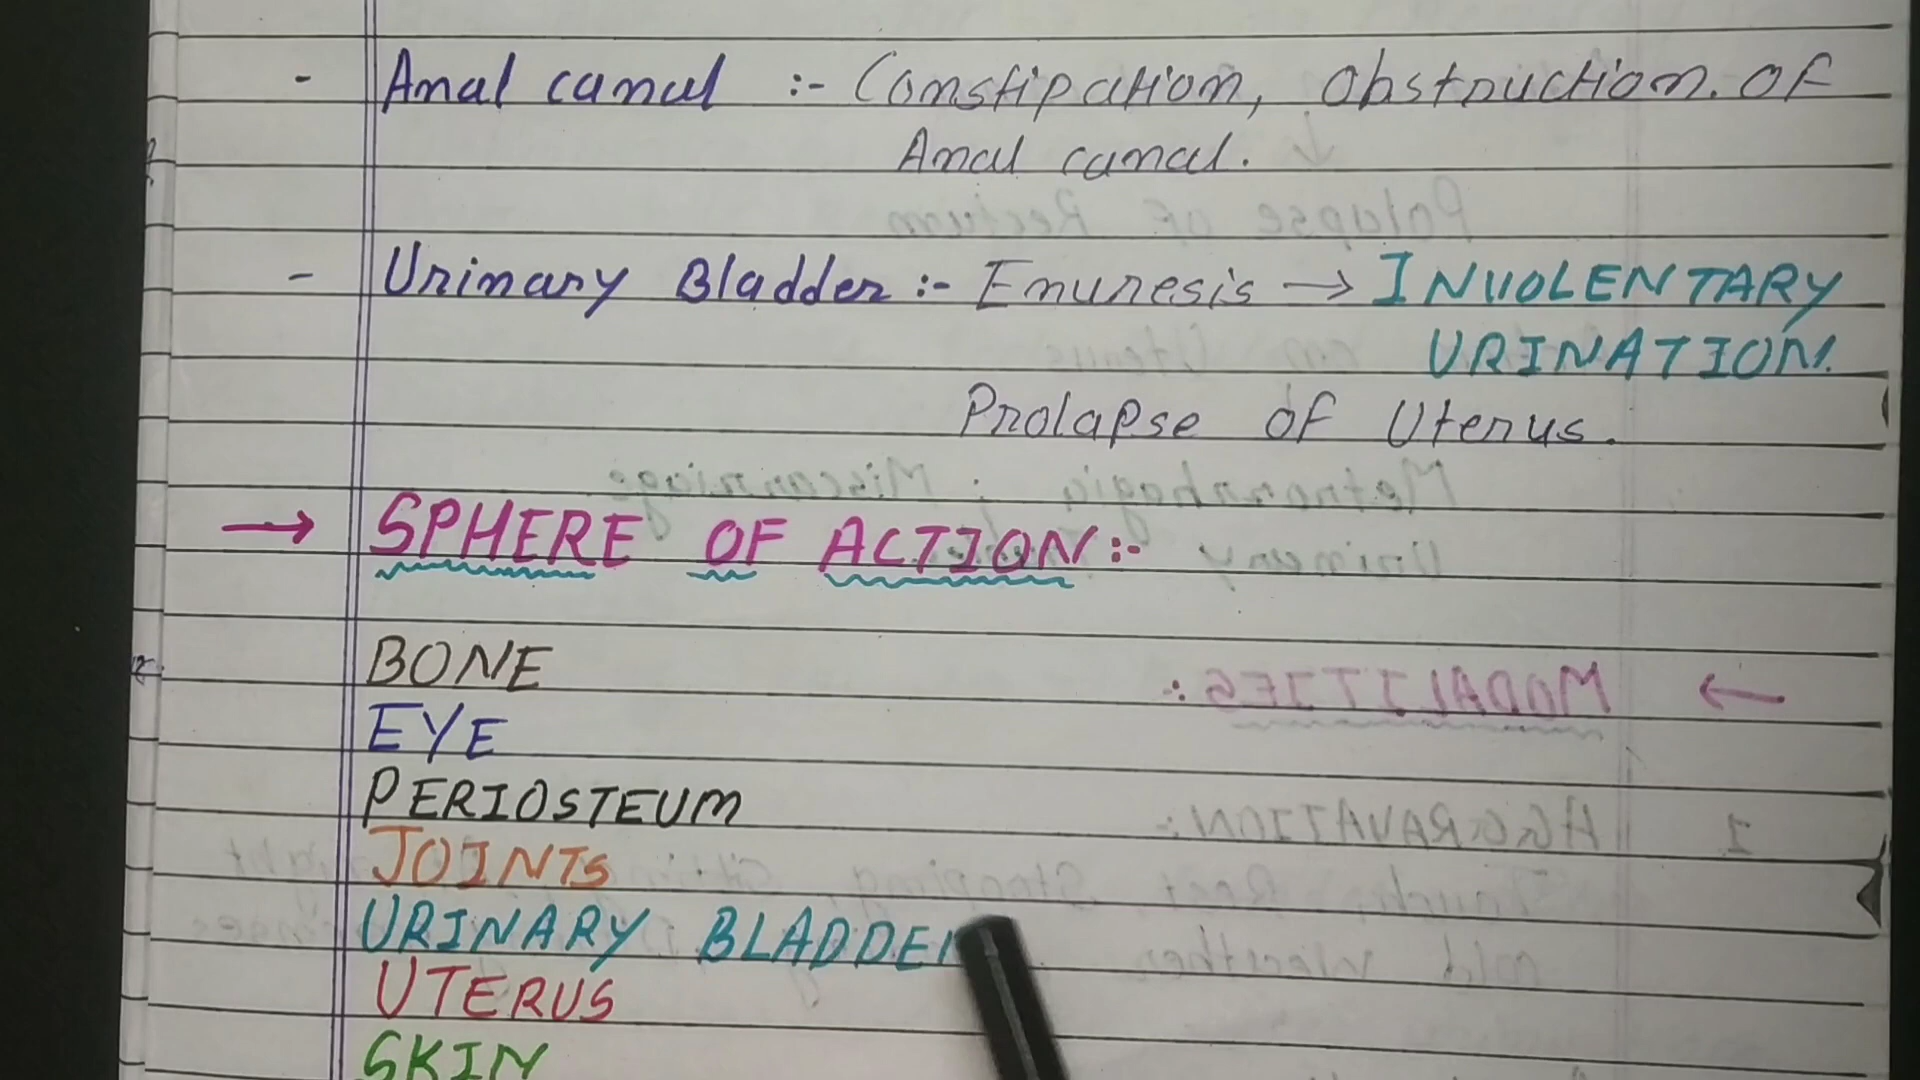 - Anal canal :- Constipation, obstruction. of
Anal canal.
- Urinary Bladder :- Enuresis → INVOLENTARY
URINATION.
Prolapse of Uterus.
→ SPHERE OF ACTION:-
BONE
EYE
PERIOSTEUM
JOINTS
URINARY BLADDER
UTERUS
SKIN